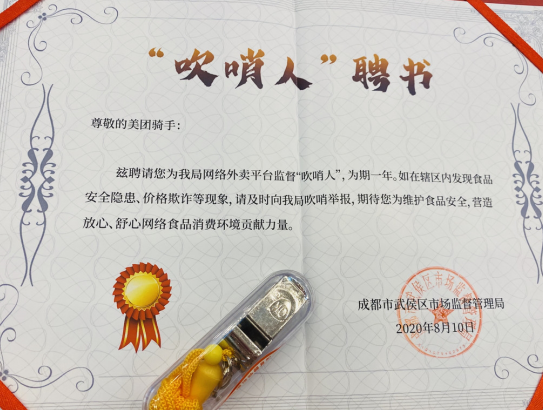 “吹哨人”聘书
尊敬的美团骑手：
兹聘请您为我局网络外卖平台监督“吹哨人”，为期一年。如在辖区内发现食品
安全隐患、价格欺诈等现象，请及时向我局吹哨举报，期待您为维护食品安全，营造
放心、舒心网络食品消费环境贡献力量。
成都市武侯区市场监督管理局
2020年8月10日